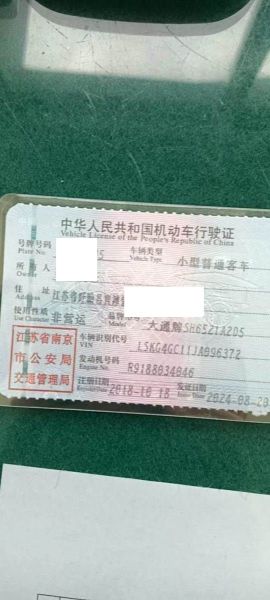 中华人民共和国机动车行驶证
Vehicle License of the People's Republic of China
号牌号码 车辆类型 小型普通客车
Plate No. Vehicle Type
所有人
Owner
住址 江苏省
Address
使用性质 非营运 品牌型号 大通牌SH6521A2D5
Use Character Model
江苏省南京
市公安局
交通管理局
车辆识别代号 LSKG4GC11JA096372
VIN
发动机号码 R9188034046
Engine No.
注册日期 2018-10-18 发证日期 2024-08-20
Register Date Issue Date